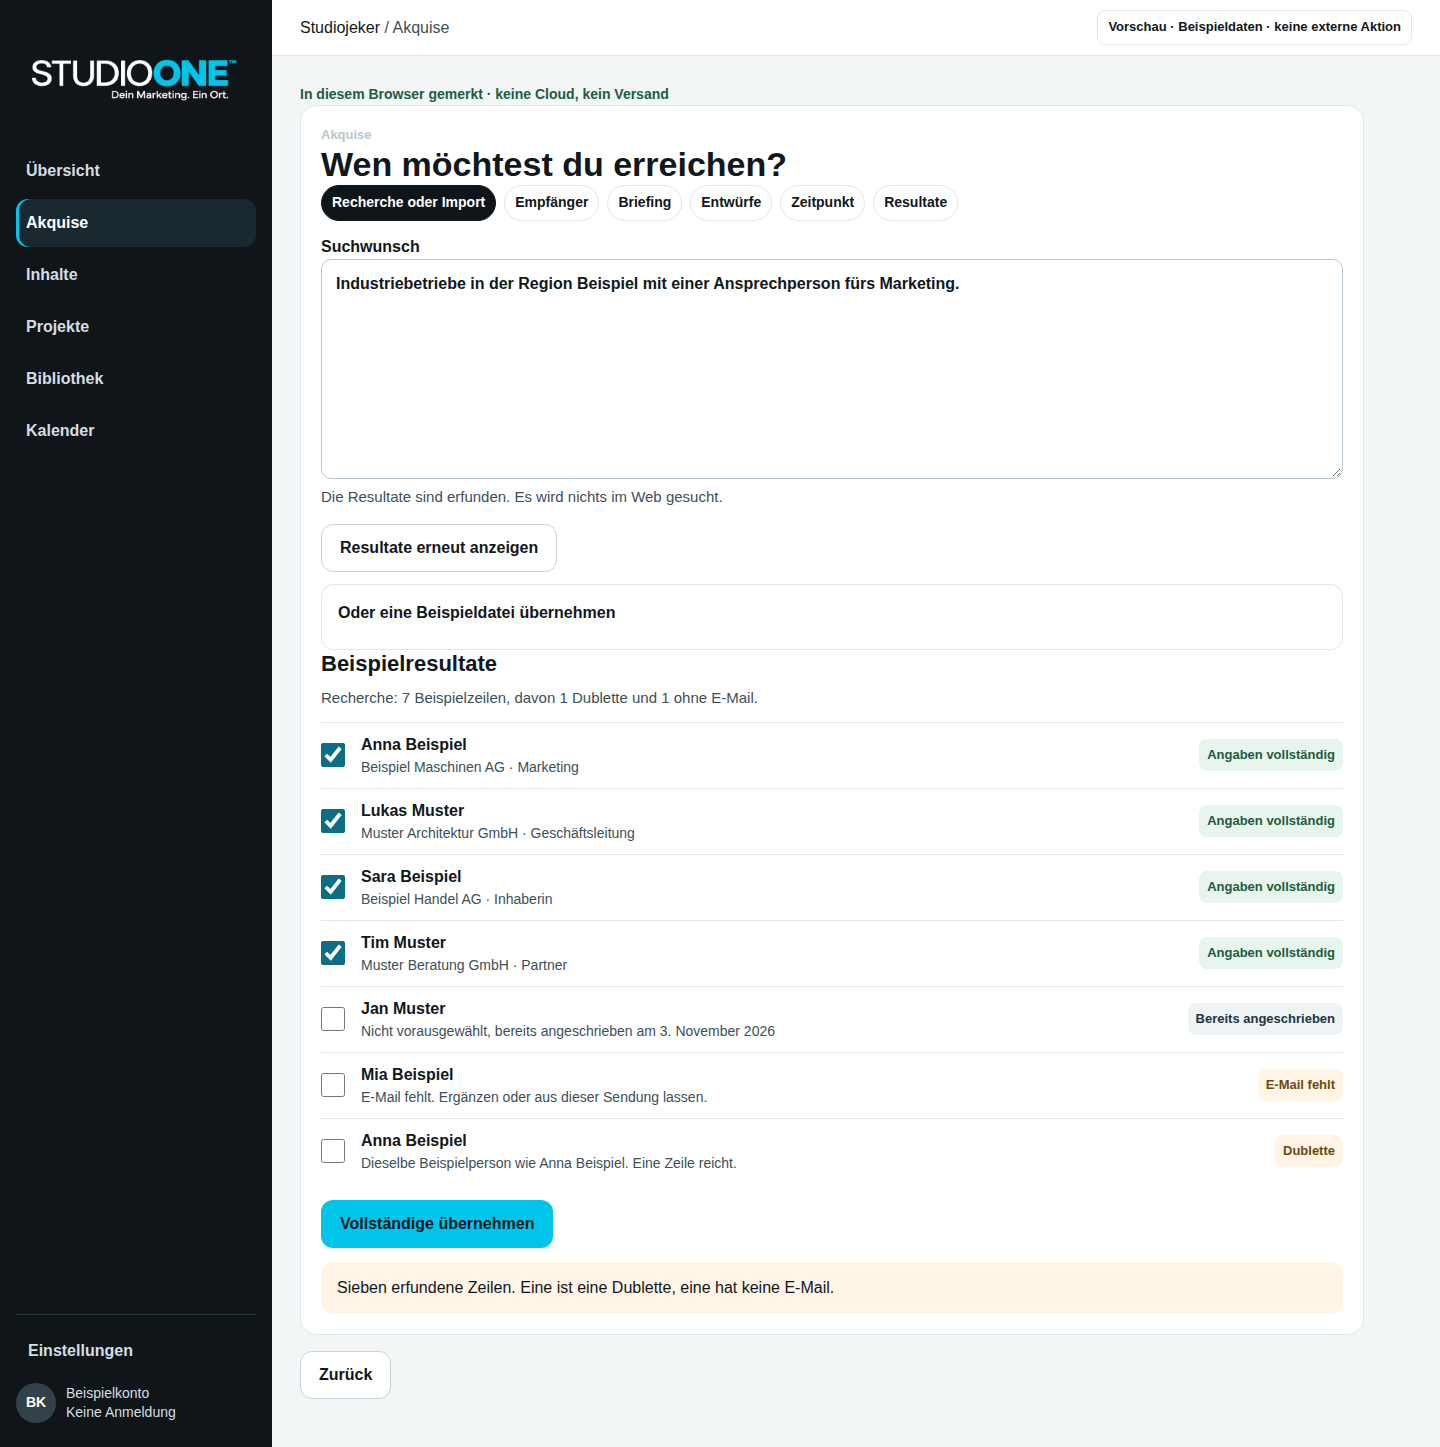 STUDIOONE™
Dein Marketing. Ein Ort.
Übersicht
Akquise
Inhalte
Projekte
Bibliothek
Kalender
Einstellungen
BK
Beispielkonto
Keine Anmeldung
Studiojeker / Akquise
Vorschau · Beispieldaten · keine externe Aktion
In diesem Browser gemerkt · keine Cloud, kein Versand
Akquise
Wen möchtest du erreichen?
Recherche oder Import
Empfänger
Briefing
Entwürfe
Zeitpunkt
Resultate
Suchwunsch
Industriebetriebe in der Region Beispiel mit einer Ansprechperson fürs Marketing.
Die Resultate sind erfunden. Es wird nichts im Web gesucht.
Resultate erneut anzeigen
Oder eine Beispieldatei übernehmen
Beispielresultate
Recherche: 7 Beispielzeilen, davon 1 Dublette und 1 ohne E-Mail.
Anna Beispiel
Beispiel Maschinen AG · Marketing
Angaben vollständig
Lukas Muster
Muster Architektur GmbH · Geschäftsleitung
Angaben vollständig
Sara Beispiel
Beispiel Handel AG · Inhaberin
Angaben vollständig
Tim Muster
Muster Beratung GmbH · Partner
Angaben vollständig
Jan Muster
Nicht vorausgewählt, bereits angeschrieben am 3. November 2026
Bereits angeschrieben
Mia Beispiel
E-Mail fehlt. Ergänzen oder aus dieser Sendung lassen.
E-Mail fehlt
Anna Beispiel
Dieselbe Beispielperson wie Anna Beispiel. Eine Zeile reicht.
Dublette
Vollständige übernehmen
Sieben erfundene Zeilen. Eine ist eine Dublette, eine hat keine E-Mail.
Zurück